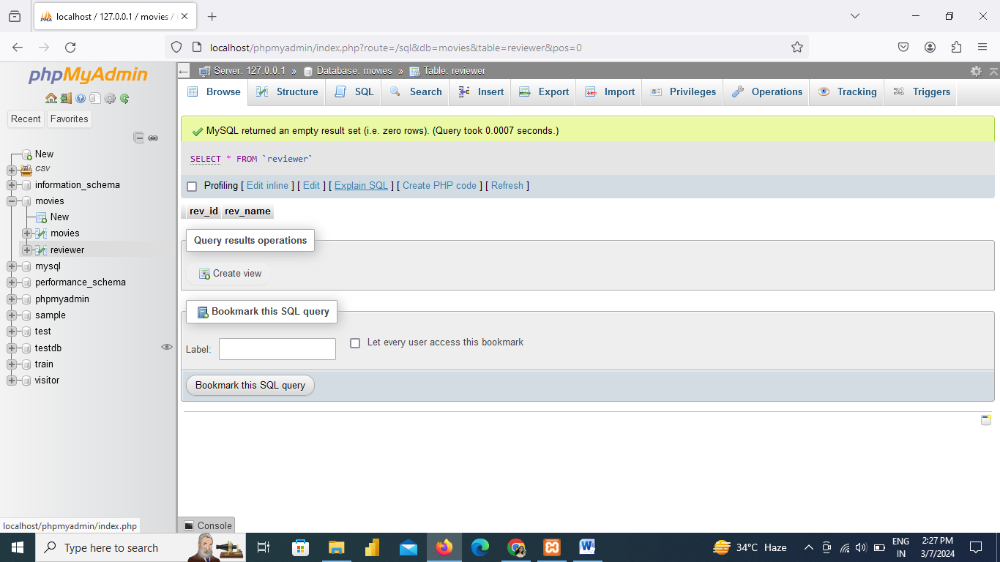 localhost / 127.0.0.1 / movies /
localhost/phpmyadmin/index.php?route=/sql&db=movies&table=reviewer&pos=0
phpMyAdmin
Recent
Favorites
New
csv
information_schema
movies
New
movies
reviewer
mysql
performance_schema
phpmyadmin
sample
test
testdb
train
visitor
localhost/phpmyadmin/index.php
Server: 127.0.0.1 » Database: movies » Table: reviewer
Browse Structure SQL Search Insert Export Import Privileges Operations Tracking Triggers
MySQL returned an empty result set (i.e. zero rows). (Query took 0.0007 seconds.)
SELECT * FROM `reviewer`
Profiling [ Edit inline ] [ Edit ] [ Explain SQL ] [ Create PHP code ] [ Refresh ]
rev_id rev_name
Query results operations
Create view
Bookmark this SQL query
Label:
Let every user access this bookmark
Bookmark this SQL query
Console
Type here to search
34°C Haze
ENG
IN
2:27 PM
3/7/2024